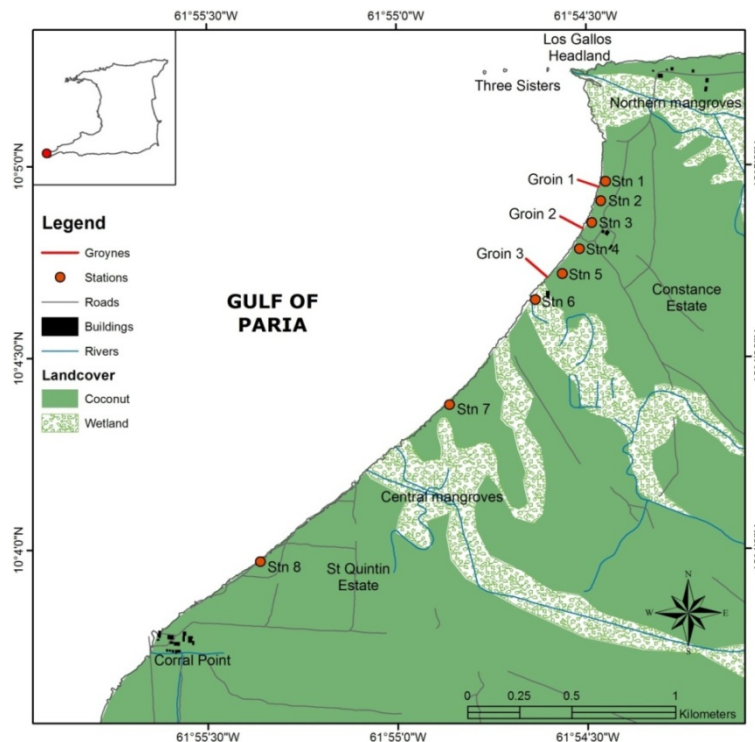 61°55'30"W
61°55'0"W
61°54'30"W
Los Gallos
Headland
Three Sisters
Northern mangroves
10°5'0"N
Groin 1
Stn 1
Stn 2
Groin 2
Stn 3
Stn 4
Groin 3
Stn 5
Stn 6
Constance
Estate
Legend
Groynes
Stations
Roads
Buildings
Rivers
Landcover
Coconut
Wetland
GULF OF
PARIA
10°4'30"N
Stn 7
Central mangroves
10°4'0"N
Stn 8
St Quintin
Estate
N
W
E
S
Corral Point
0 0.25 0.5 1
Kilometers
61°55'30"W
61°55'0"W
61°54'30"W